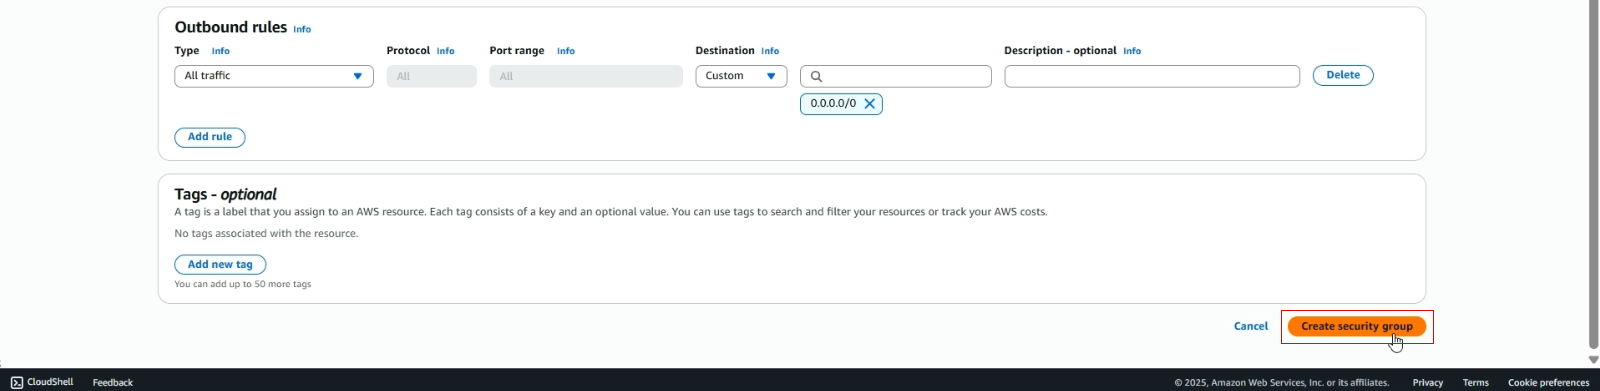 Outbound rules Info
Type Info Protocol Info Port range Info Destination Info Description - optional Info
All traffic All All Custom Delete
0.0.0.0/0
Add rule
Tags - optional
A tag is a label that you assign to an AWS resource. Each tag consists of a key and an optional value. You can use tags to search and filter your resources or track your AWS costs.
No tags associated with the resource.
Add new tag
You can add up to 50 more tags
Cancel Create security group
CloudShell Feedback © 2025, Amazon Web Services, Inc. or its affiliates. Privacy Terms Cookie preferences